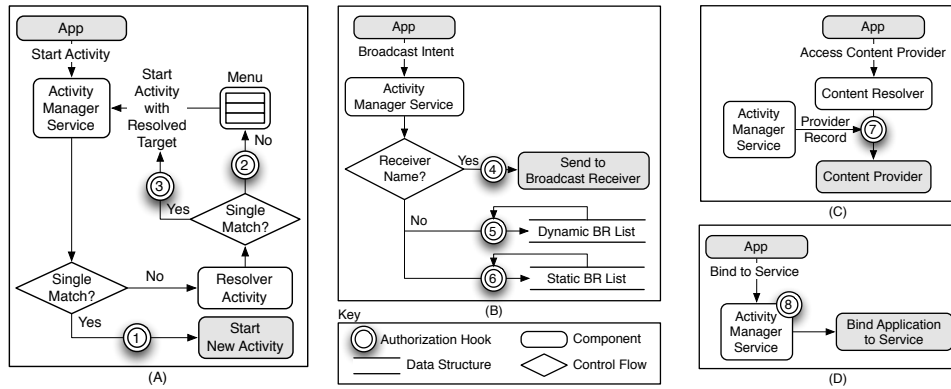 App
Start Activity
Activity
Manager
Service
Start
Activity
with
Resolved
Target
Menu
No
2
3
Yes
Single
Match?
Single
Match?
No
Resolver
Activity
Yes
1
Start
New Activity
(A)
App
Broadcast Intent
Activity
Manager Service
Receiver
Name?
Yes
4
Send to
Broadcast Receiver
No
5
Dynamic BR List
6
Static BR List
(B)
Key
Authorization Hook
Component
Data Structure
Control Flow
App
Access Content Provider
Content Resolver
Activity
Manager
Service
Provider
Record
7
Content Provider
(C)
App
Bind to Service
8
Activity
Manager
Service
Bind Application
to Service
(D)